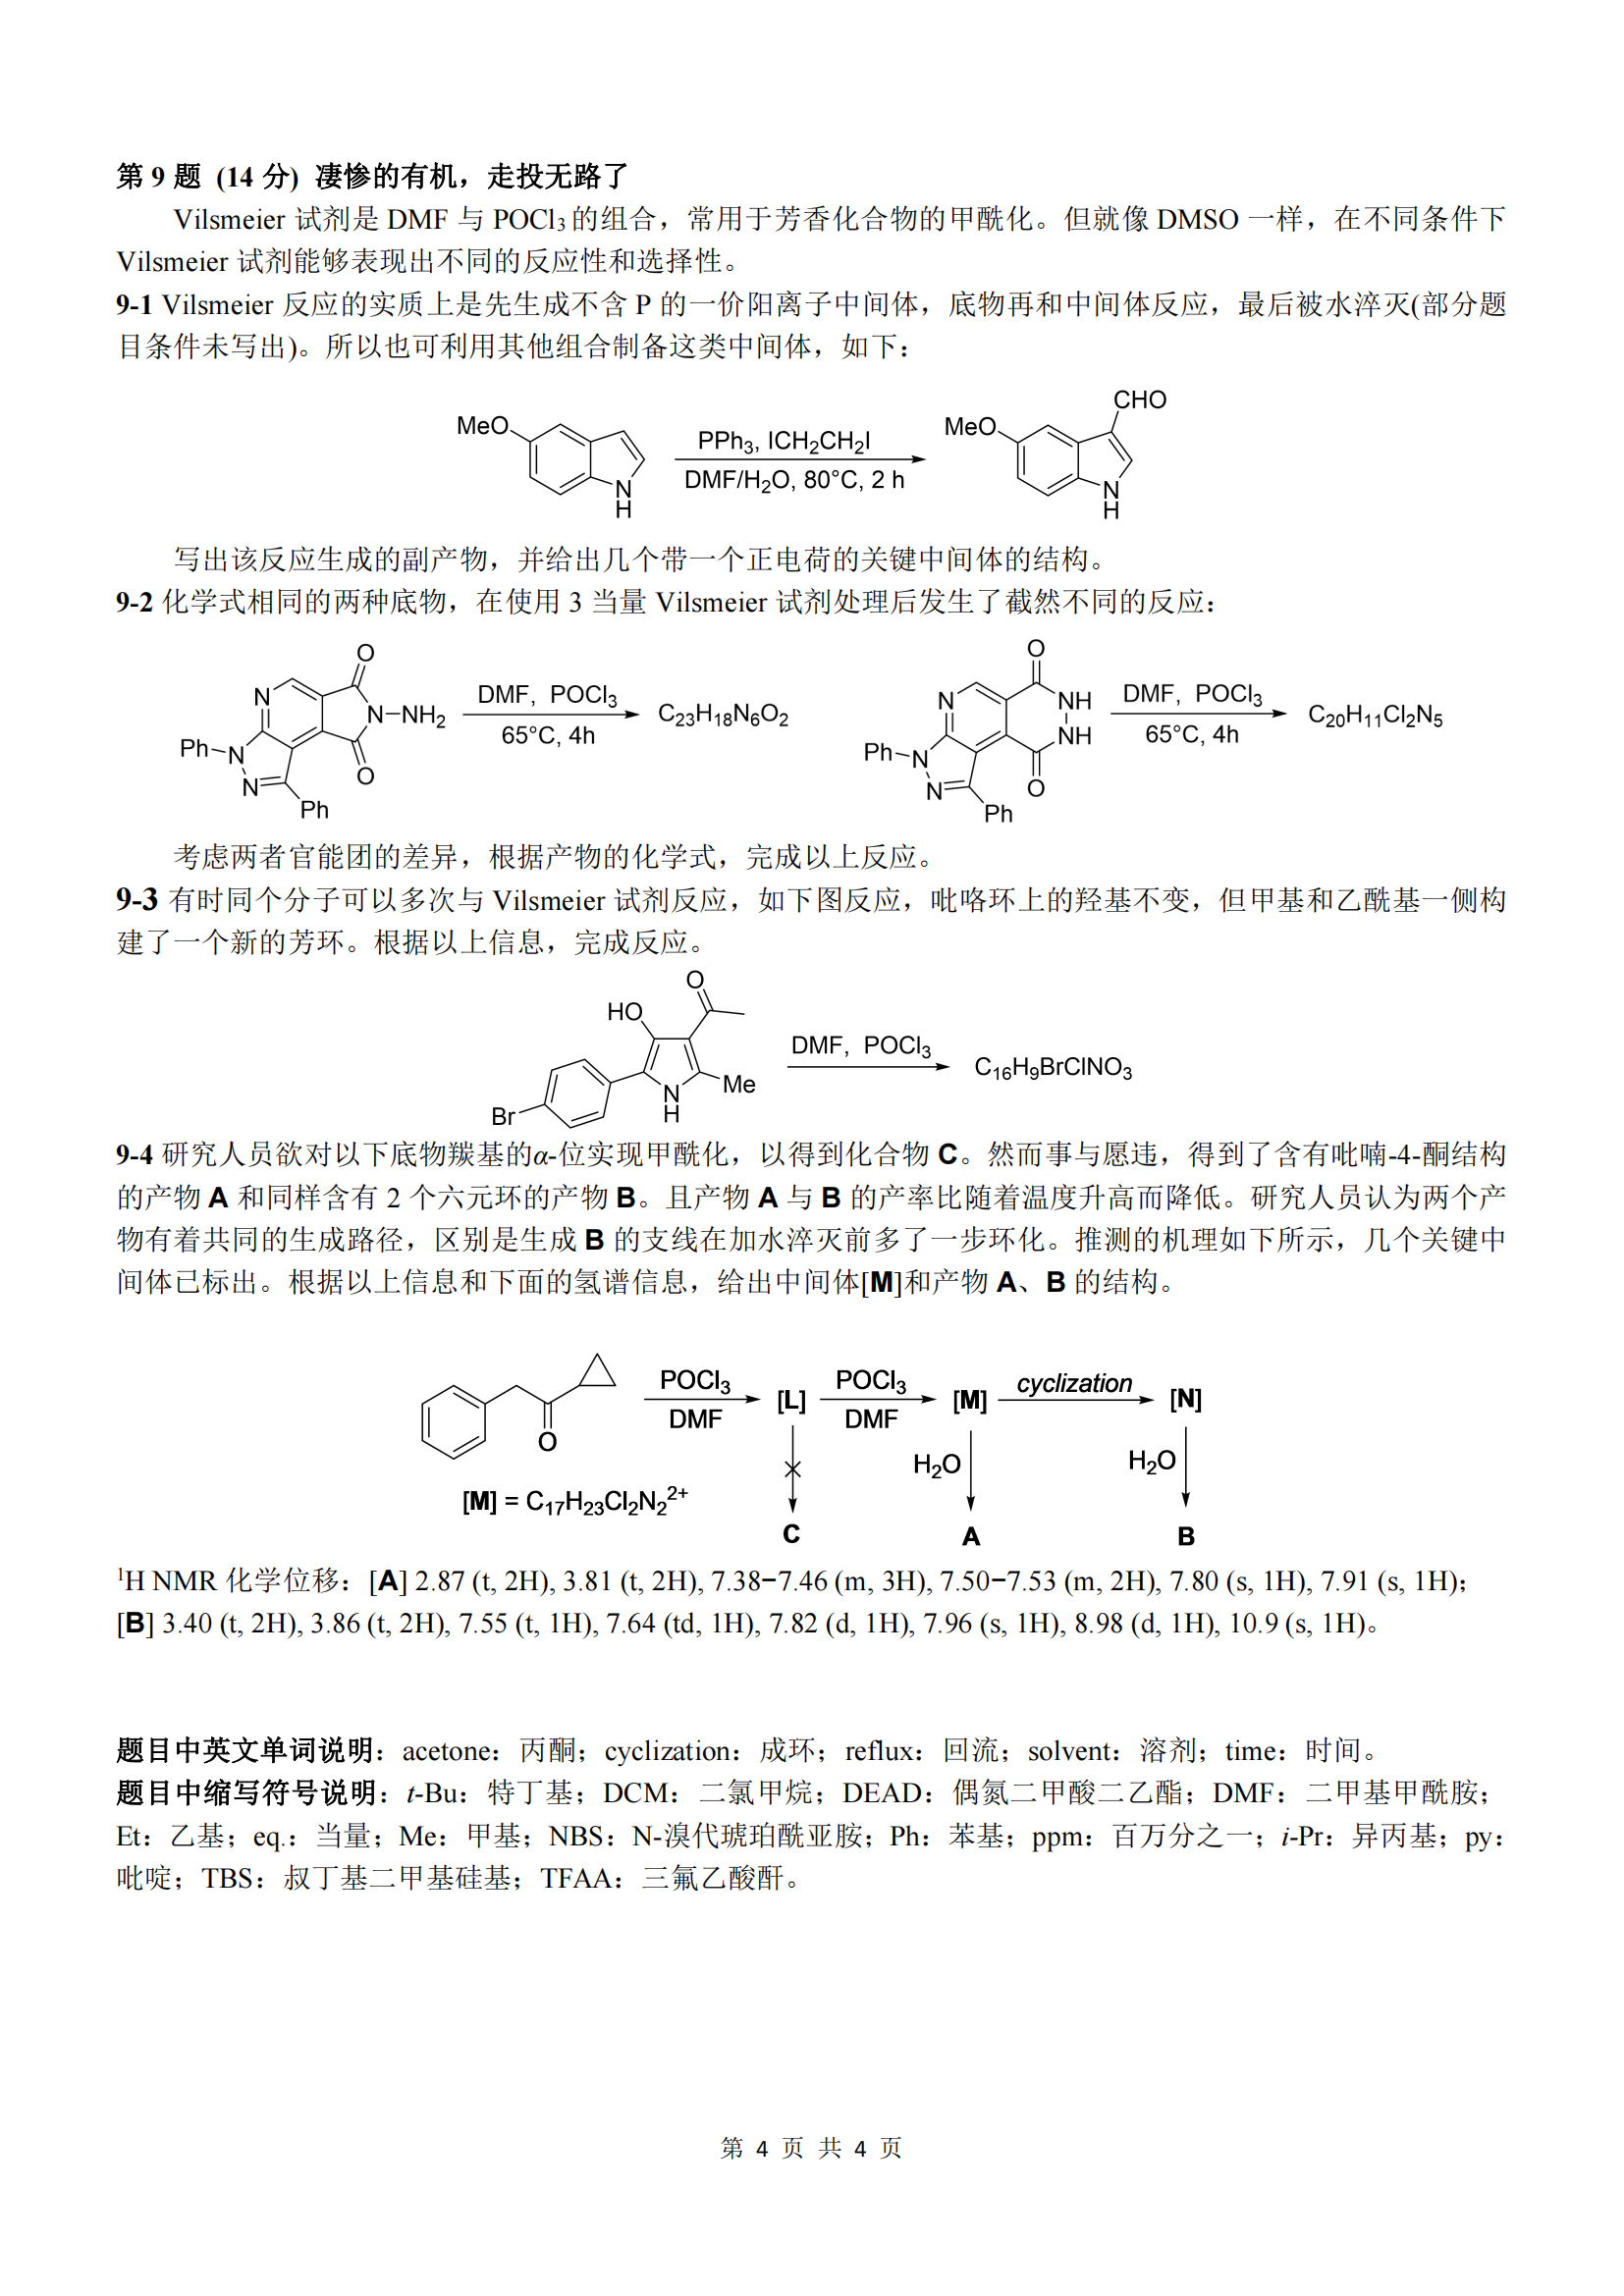 第 9 题 (14 分) 凄惨的有机，走投无路了
Vilsmeier 试剂是 DMF 与 POCl₃的组合，常用于芳香化合物的甲酰化。但就像 DMSO 一样，在不同条件下
Vilsmeier 试剂能够表现出不同的反应性和选择性。
9-1 Vilsmeier 反应的实质上是先生成不含 P 的一价阳离子中间体，底物再和中间体反应，最后被水淬灭(部分题
目条件未写出)。所以也可利用其他组合制备这类中间体，如下：
MeO
N
H
PPh₃, ICH₂CH₂I
DMF/H₂O, 80°C, 2 h
MeO
CHO
N
H
写出该反应生成的副产物，并给出几个带一个正电荷的关键中间体的结构。
9-2 化学式相同的两种底物，在使用 3 当量 Vilsmeier 试剂处理后发生了截然不同的反应：
O
N
N−NH₂
Ph
N
N
O
Ph
DMF, POCl₃
65°C, 4h
C₂₃H₁₈N₆O₂
O
N
NH
NH
Ph
N
N
O
Ph
DMF, POCl₃
65°C, 4h
C₂₀H₁₁Cl₂N₅
考虑两者官能团的差异，根据产物的化学式，完成以上反应。
9-3 有时同个分子可以多次与 Vilsmeier 试剂反应，如下图反应，吡咯环上的羟基不变，但甲基和乙酰基一侧构
建了一个新的芳环。根据以上信息，完成反应。
O
HO
Me
N
H
Br
DMF, POCl₃
C₁₆H₉BrClNO₃
9-4 研究人员欲对以下底物羰基的α-位实现甲酰化，以得到化合物 C。然而事与愿违，得到了含有吡喃-4-酮结构
的产物 A 和同样含有 2 个六元环的产物 B。且产物 A 与 B 的产率比随着温度升高而降低。研究人员认为两个产
物有着共同的生成路径，区别是生成 B 的支线在加水淬灭前多了一步环化。推测的机理如下所示，几个关键中
间体已标出。根据以上信息和下面的氢谱信息，给出中间体[M]和产物 A、B 的结构。
O
POCl₃
DMF
[L]
POCl₃
DMF
[M]
cyclization
[N]
H₂O
H₂O
[M] = C₁₇H₂₃Cl₂N₂²⁺
C
A
B
¹H NMR 化学位移：[A] 2.87 (t, 2H), 3.81 (t, 2H), 7.38−7.46 (m, 3H), 7.50−7.53 (m, 2H), 7.80 (s, 1H), 7.91 (s, 1H)；
[B] 3.40 (t, 2H), 3.86 (t, 2H), 7.55 (t, 1H), 7.64 (td, 1H), 7.82 (d, 1H), 7.96 (s, 1H), 8.98 (d, 1H), 10.9 (s, 1H)。
题目中英文单词说明：acetone：丙酮；cyclization：成环；reflux：回流；solvent：溶剂；time：时间。
题目中缩写符号说明：t-Bu：特丁基；DCM：二氯甲烷；DEAD：偶氮二甲酸二乙酯；DMF：二甲基甲酰胺；
Et：乙基；eq.：当量；Me：甲基；NBS：N-溴代琥珀酰亚胺；Ph：苯基；ppm：百万分之一；i-Pr：异丙基；py：
吡啶；TBS：叔丁基二甲基硅基；TFAA：三氟乙酸酐。
第 4 页 共 4 页